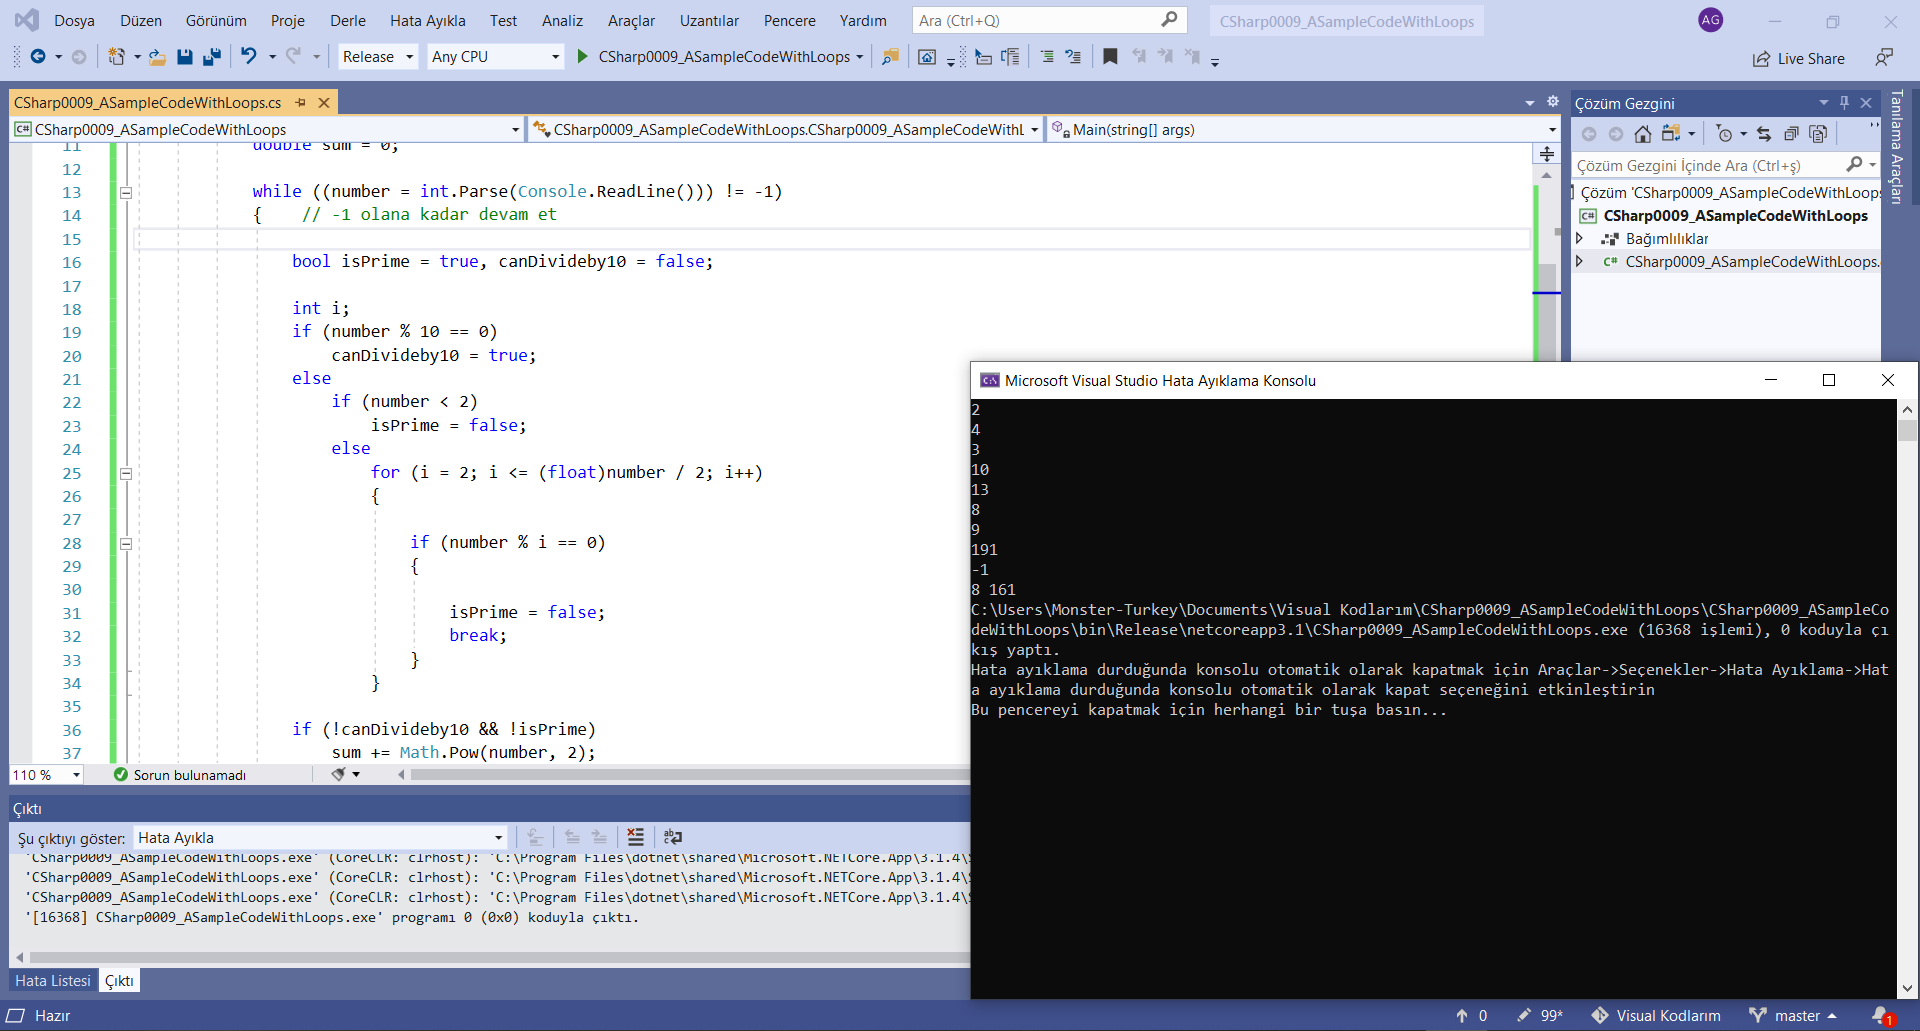 Dosya Düzen Görünüm Proje Derle Hata Ayıkla Test Analiz Araçlar Uzantılar Pencere Yardım Ara (Ctrl+Q) CSharp0009_ASampleCodeWithLoops AG
Release Any CPU CSharp0009_ASampleCodeWithLoops Live Share
CSharp0009_ASampleCodeWithLoops.cs
CSharp0009_ASampleCodeWithLoops CSharp0009_ASampleCodeWithLoops.CSharp0009_ASampleCodeWithL Main(string[] args)
11 double sum = 0;
12
13 while ((number = int.Parse(Console.ReadLine())) != -1)
14 { // -1 olana kadar devam et
15
16 bool isPrime = true, canDivideby10 = false;
17
18 int i;
19 if (number % 10 == 0)
20 canDivideby10 = true;
21 else
22 if (number < 2)
23 isPrime = false;
24 else
25 for (i = 2; i <= (float)number / 2; i++)
26 {
27
28 if (number % i == 0)
29 {
30
31 isPrime = false;
32 break;
33 }
34 }
35
36 if (!canDivideby10 && !isPrime)
37 sum += Math.Pow(number, 2);
110 % Sorun bulunamadı
Çözüm Gezgini
Çözüm Gezgini İçinde Ara (Ctrl+ş)
Çözüm 'CSharp0009_ASampleCodeWithLoops
CSharp0009_ASampleCodeWithLoops
Bağımlılıklar
CSharp0009_ASampleCodeWithLoops.
Tanılama Araçları
Microsoft Visual Studio Hata Ayıklama Konsolu
2
4
3
10
13
8
9
191
-1
8 161
C:\Users\Monster-Turkey\Documents\Visual Kodlarım\CSharp0009_ASampleCodeWithLoops\CSharp0009_ASampleCo
deWithLoops\bin\Release\netcoreapp3.1\CSharp0009_ASampleCodeWithLoops.exe (16368 işlemi), 0 koduyla çı
kış yaptı.
Hata ayıklama durduğunda konsolu otomatik olarak kapatmak için Araçlar->Seçenekler->Hata Ayıklama->Hat
a ayıklama durduğunda konsolu otomatik olarak kapat seçeneğini etkinleştirin
Bu pencereyi kapatmak için herhangi bir tuşa basın...
Çıktı
Şu çıktıyı göster: Hata Ayıkla
'CSharp0009_ASampleCodeWithLoops.exe' (CoreCLR: clrhost): 'C:\Program Files\dotnet\shared\Microsoft.NETCore.App\3.1.4\S
'CSharp0009_ASampleCodeWithLoops.exe' (CoreCLR: clrhost): 'C:\Program Files\dotnet\shared\Microsoft.NETCore.App\3.1.4\S
'CSharp0009_ASampleCodeWithLoops.exe' (CoreCLR: clrhost): 'C:\Program Files\dotnet\shared\Microsoft.NETCore.App\3.1.4\S
'[16368] CSharp0009_ASampleCodeWithLoops.exe' programı 0 (0x0) koduyla çıktı.
Hata Listesi Çıktı
Hazır 0 99* Visual Kodlarım master 1